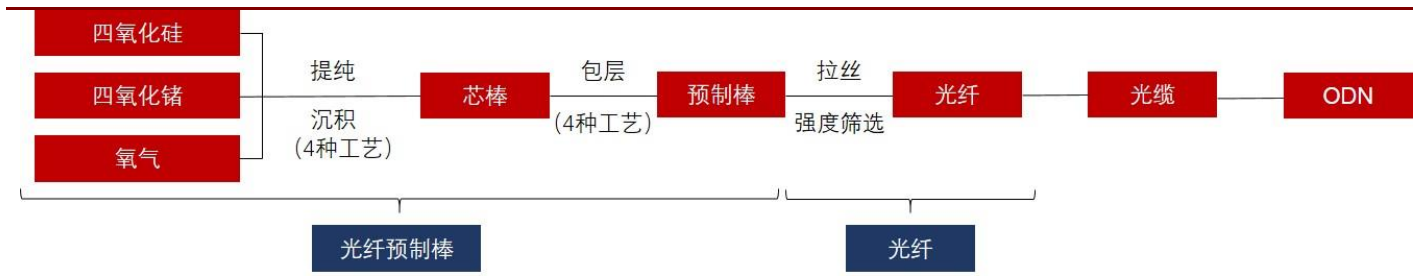 四氧化硅
四氧化锗
氧气
提纯
沉积
(4种工艺)
芯棒
包层
(4种工艺)
预制棒
拉丝
强度筛选
光纤
光缆
ODN
光纤预制棒
光纤